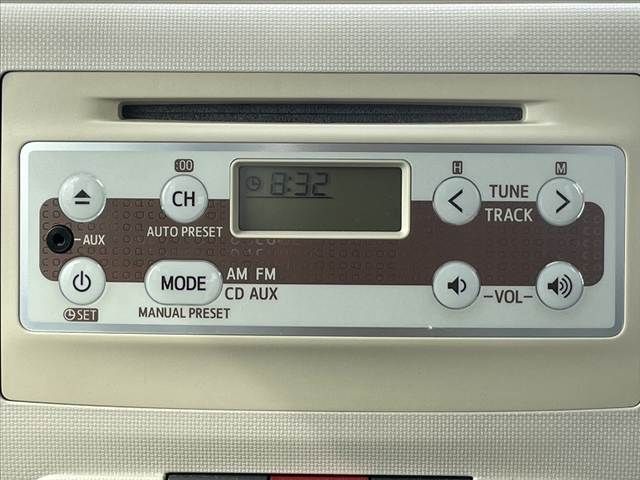 :00
H
M
CH
8:32
TUNE
AUTO PRESET
TRACK
-AUX
MODE
AM FM
CD AUX
-VOL-
SET
MANUAL PRESET